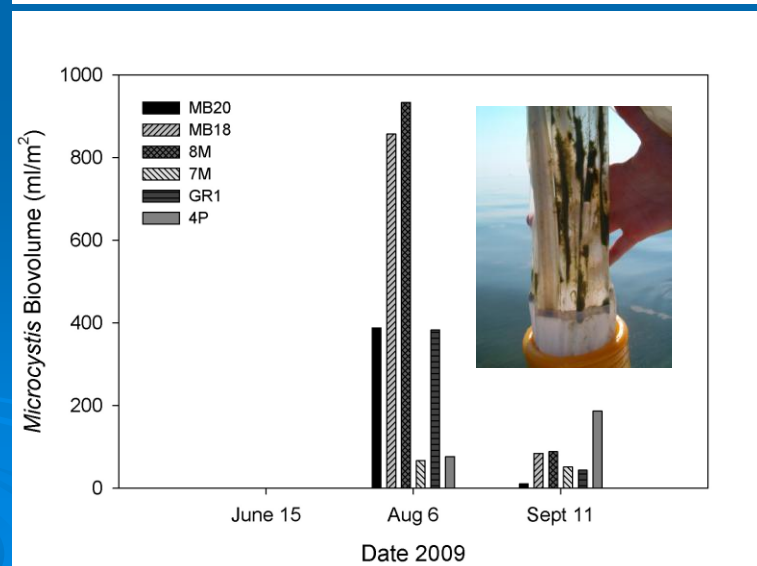 1000
800
600
400
200
0
Microcystis Biovolume (ml/m²)
MB20
MB18
8M
7M
GR1
4P
June 15
Aug 6
Sept 11
Date 2009